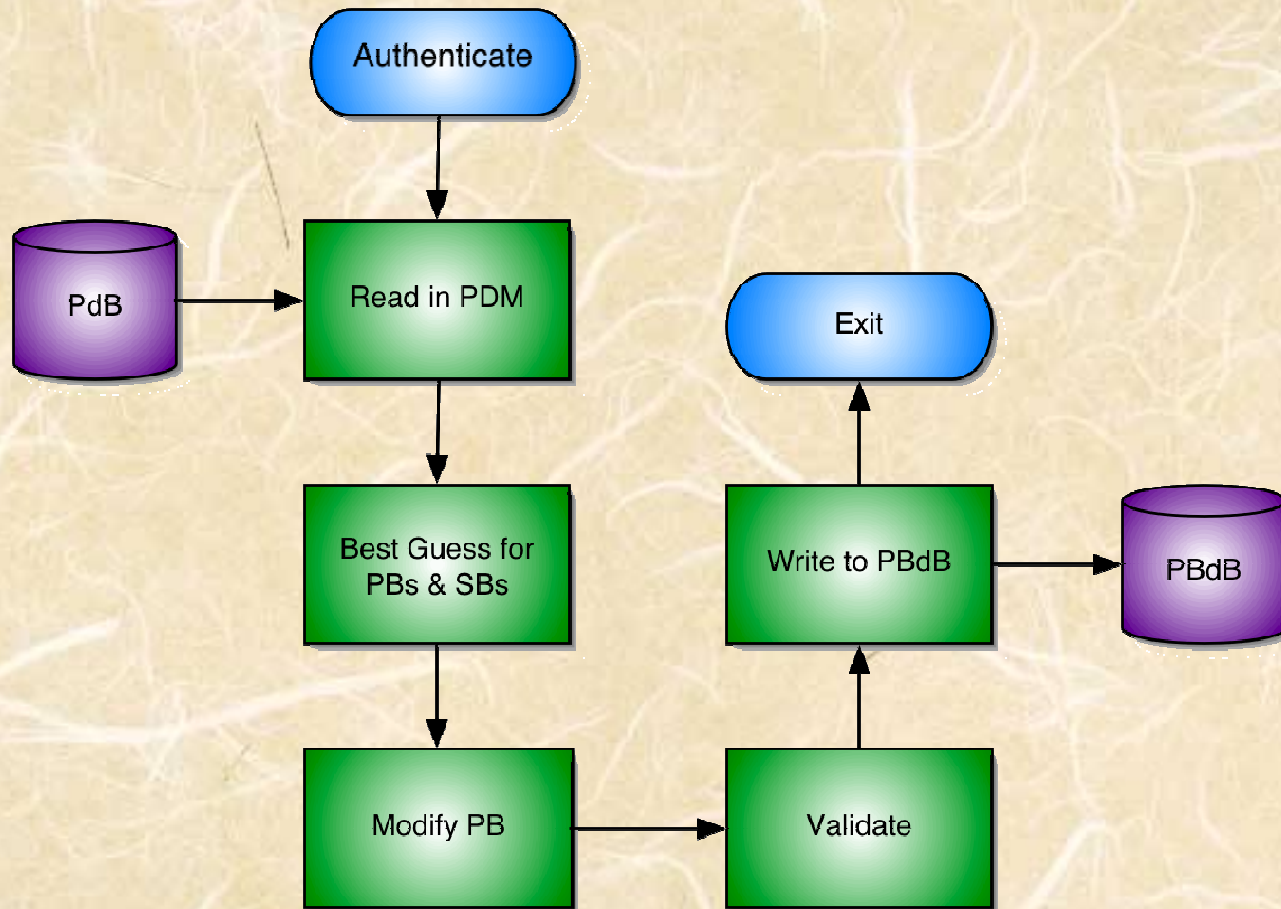 Authenticate
PdB
Read in PDM
Exit
Best Guess for
PBs & SBs
Write to PBdB
PBdB
Modify PB
Validate